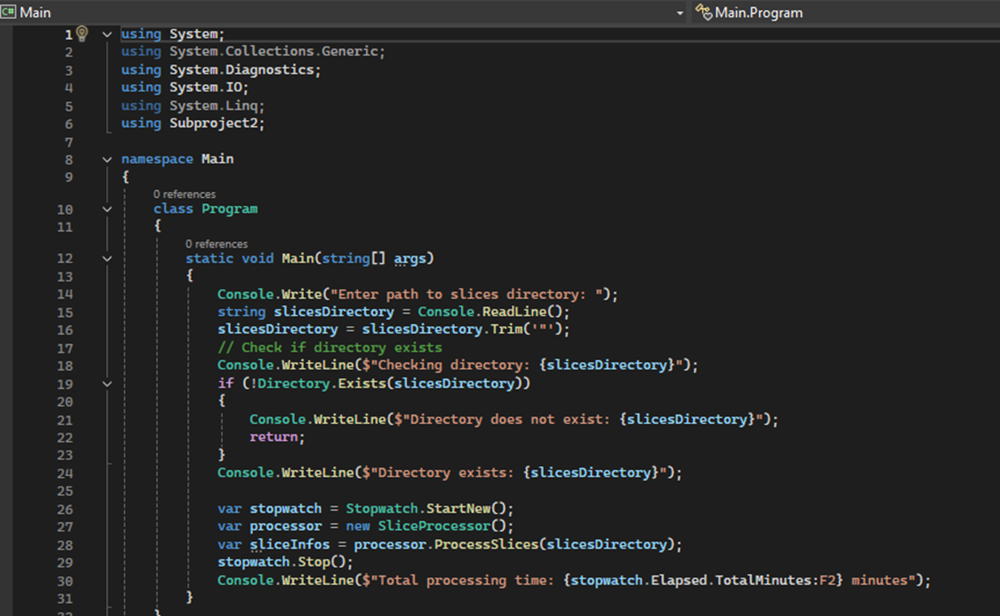 C# Main Main.Program
1 using System;
2 using System.Collections.Generic;
3 using System.Diagnostics;
4 using System.IO;
5 using System.Linq;
6 using Subproject2;
7
8 namespace Main
9 {
0 references
10 class Program
11 {
0 references
12 static void Main(string[] args)
13 {
14 Console.Write("Enter path to slices directory: ");
15 string slicesDirectory = Console.ReadLine();
16 slicesDirectory = slicesDirectory.Trim('"');
17 // Check if directory exists
18 Console.WriteLine($"Checking directory: {slicesDirectory}");
19 if (!Directory.Exists(slicesDirectory))
20 {
21 Console.WriteLine($"Directory does not exist: {slicesDirectory}");
22 return;
23 }
24 Console.WriteLine($"Directory exists: {slicesDirectory}");
25
26 var stopwatch = Stopwatch.StartNew();
27 var processor = new SliceProcessor();
28 var sliceInfos = processor.ProcessSlices(slicesDirectory);
29 stopwatch.Stop();
30 Console.WriteLine($"Total processing time: {stopwatch.Elapsed.TotalMinutes:F2} minutes");
31 }
32 }